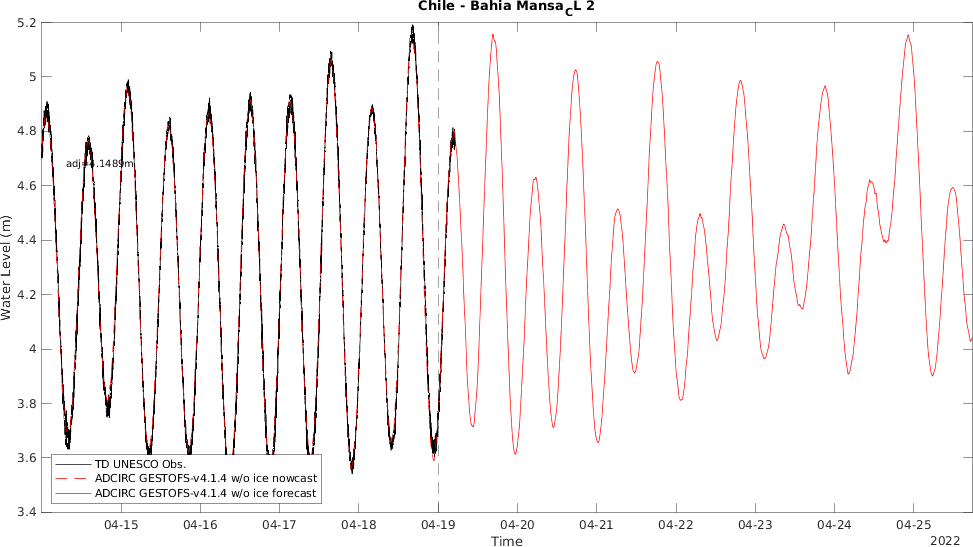 Chile - Bahia Mansa_CL 2
5.2
5
4.8
4.6
4.4
4.2
4
3.8
3.6
3.4
Water Level (m)
adj=4.1489m
TD UNESCO Obs.
ADCIRC GESTOFS-v4.1.4 w/o ice nowcast
ADCIRC GESTOFS-v4.1.4 w/o ice forecast
04-15 04-16 04-17 04-18 04-19 04-20 04-21 04-22 04-23 04-24 04-25
Time
2022